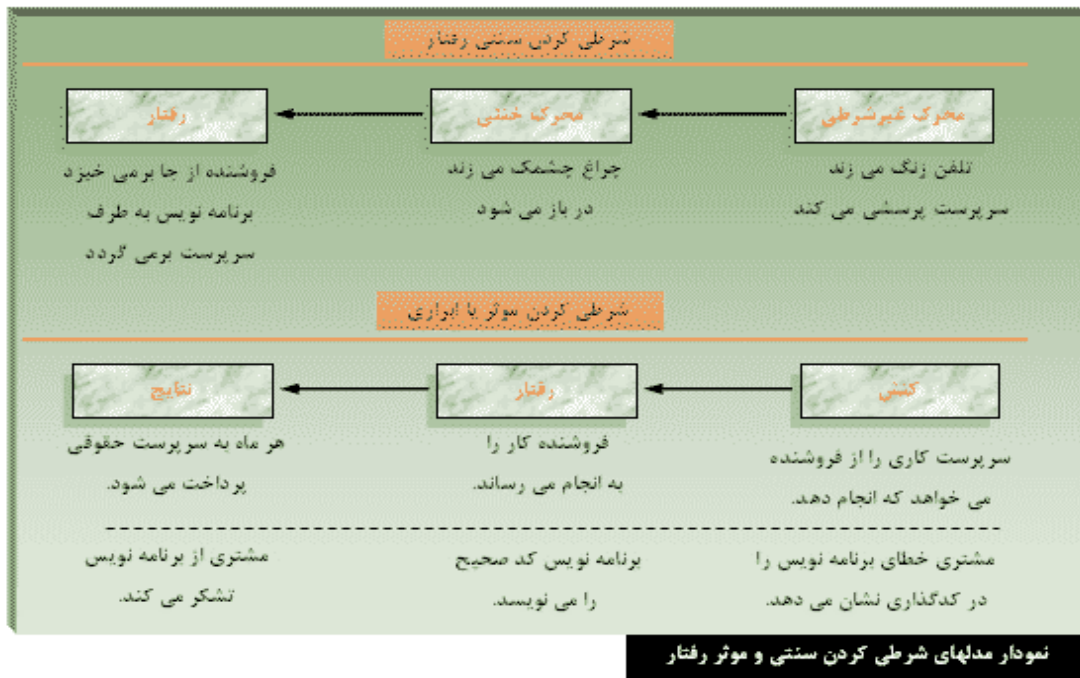 شرطی کردن سنتی رفتار
محرک غیرشرطی
محرک خنثی
رفتار
تلفن زنگ می زند
سرپرست پرسشی می کند
چراغ چشمک می زند
در باز می شود
فروشنده از جا برمی خیزد
برنامه نویس به طرف
سرپرست برمی گردد
شرطی کردن موثر یا ابزاری
کنش
رفتار
نتایج
سرپرست کاری را از فروشنده
می خواهد که انجام دهد.
فروشنده کار را
به انجام می رساند.
هر ماه به سرپرست حقوقی
پرداخت می شود.
مشتری خطای برنامه نویس را
در کدگذاری نشان می دهد.
برنامه نویس کد صحیح
را می نویسد.
مشتری از برنامه نویس
تشکر می کند.
نمودار مدلهای شرطی کردن سنتی و موثر رفتار